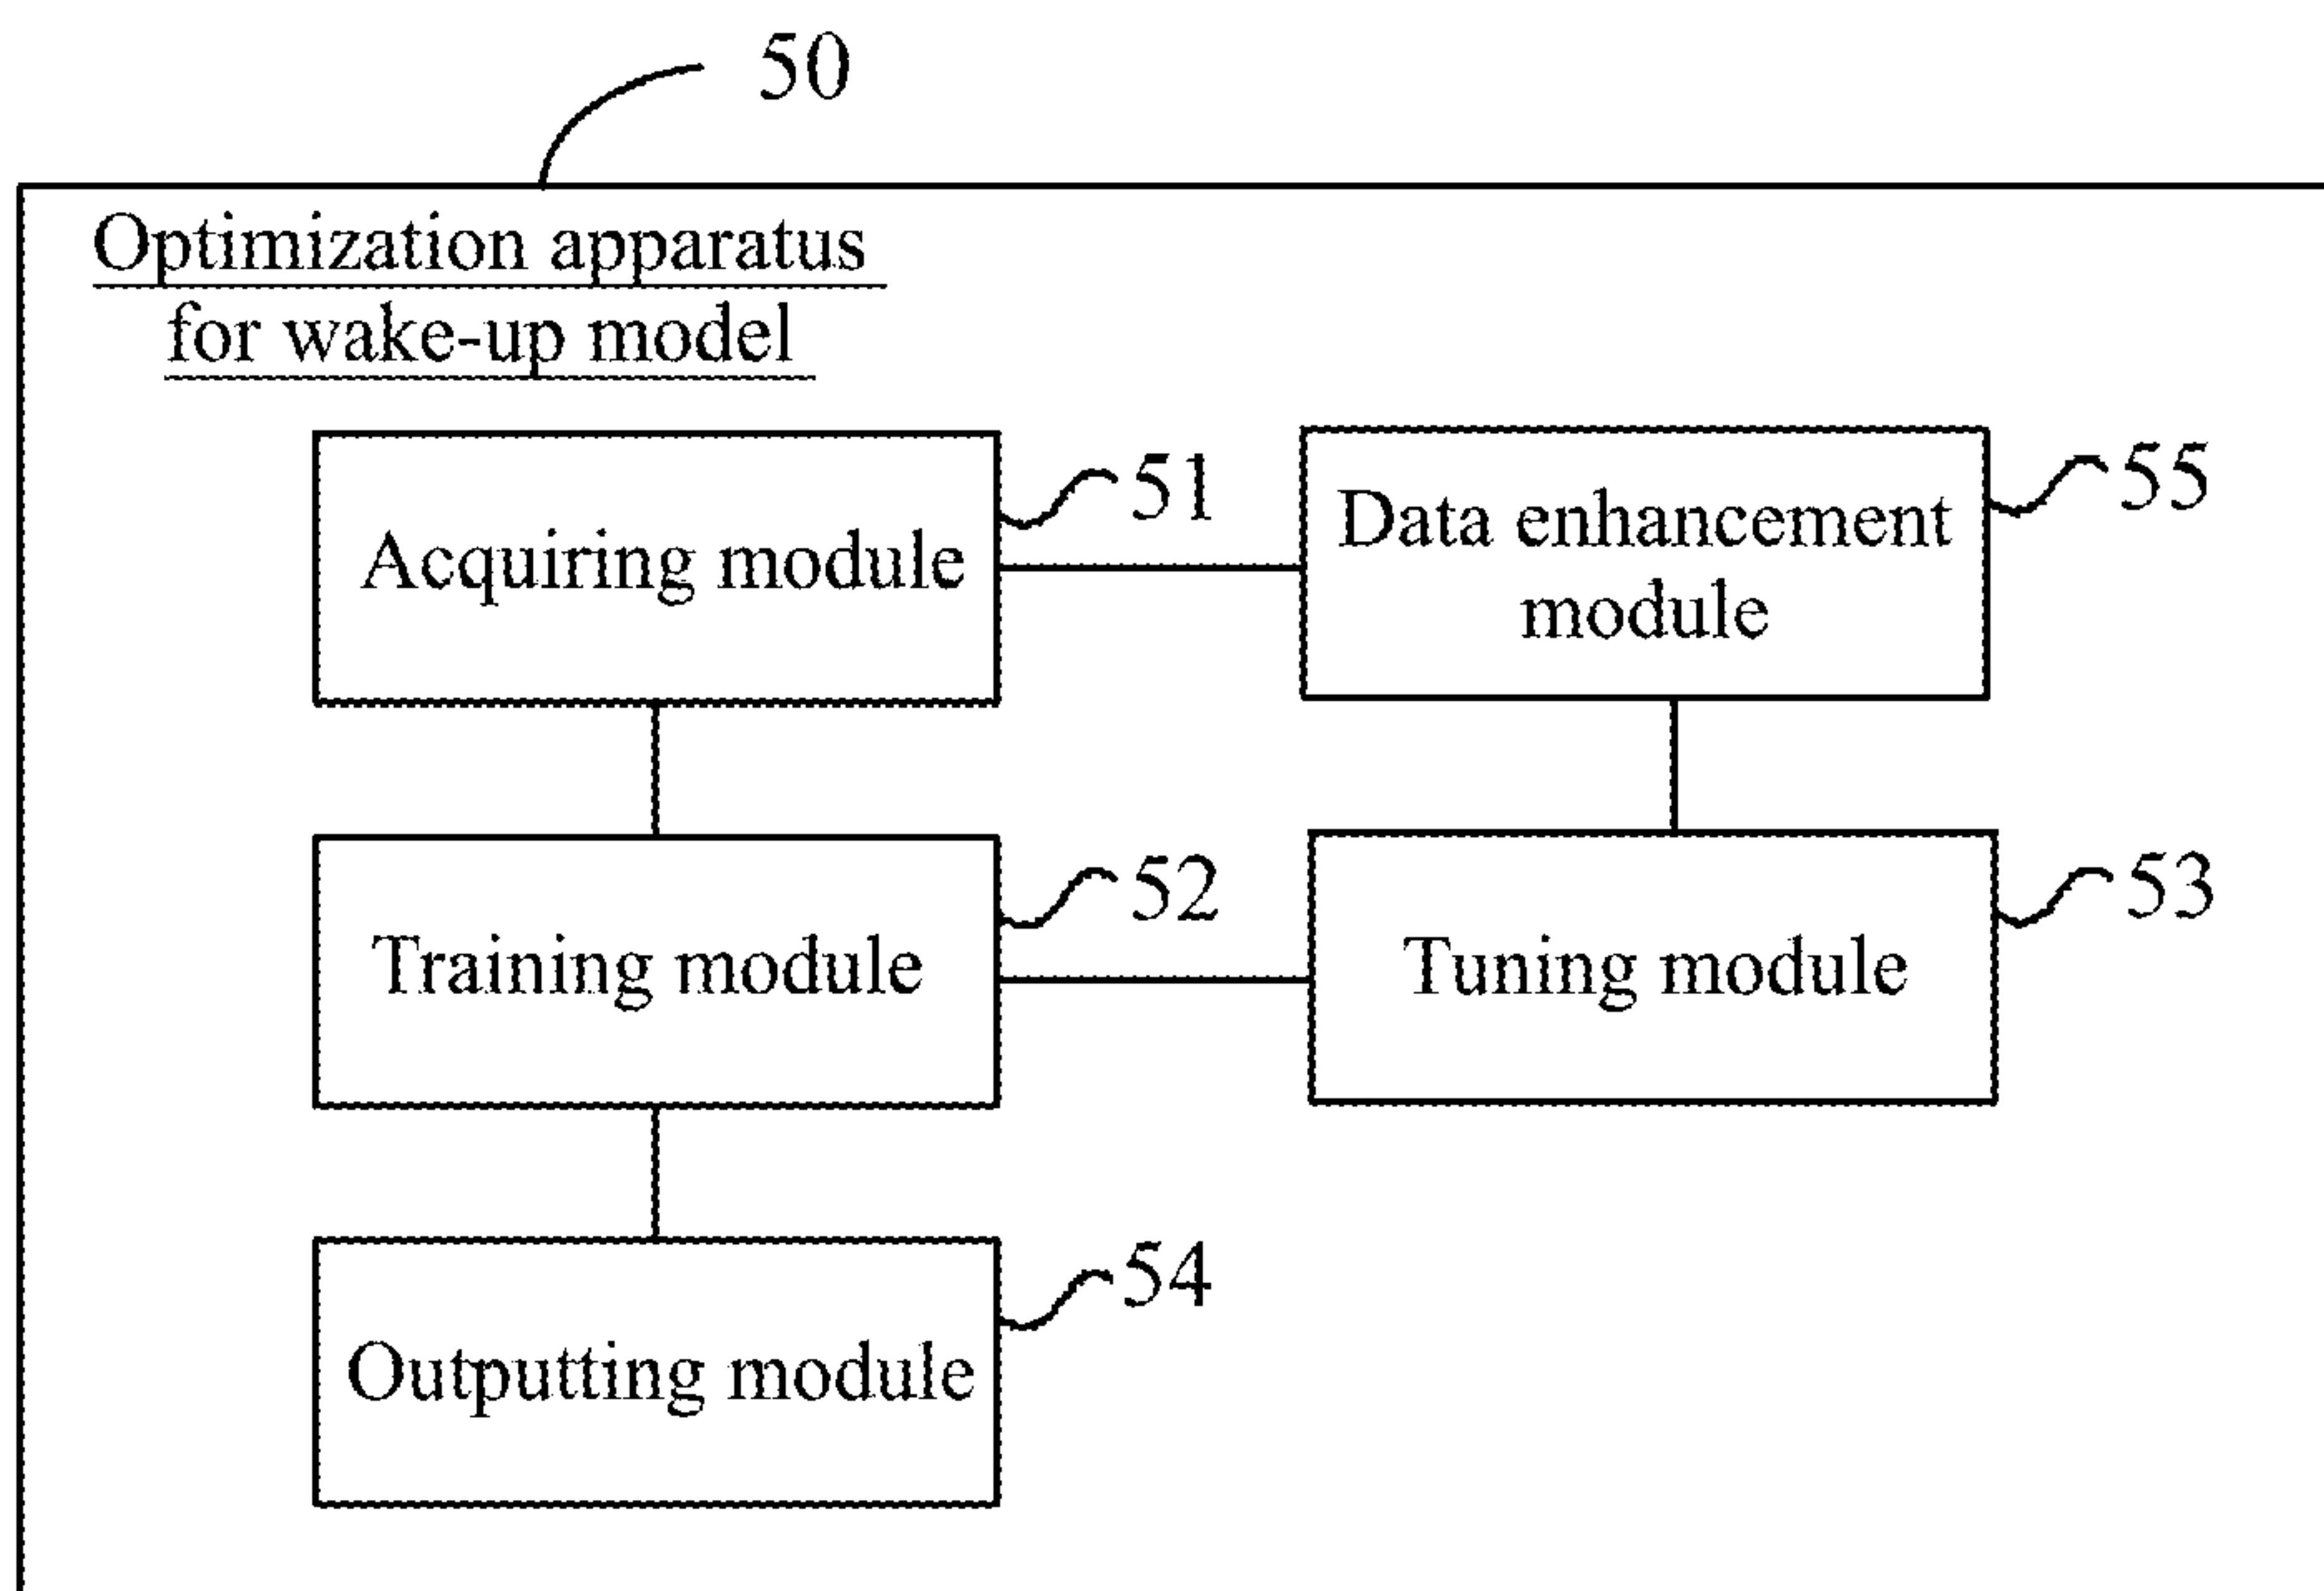 50
Optimization apparatus
for wake-up model
Acquiring module
51
Data enhancement
module
55
Training module
52
Tuning module
53
Outputting module
54